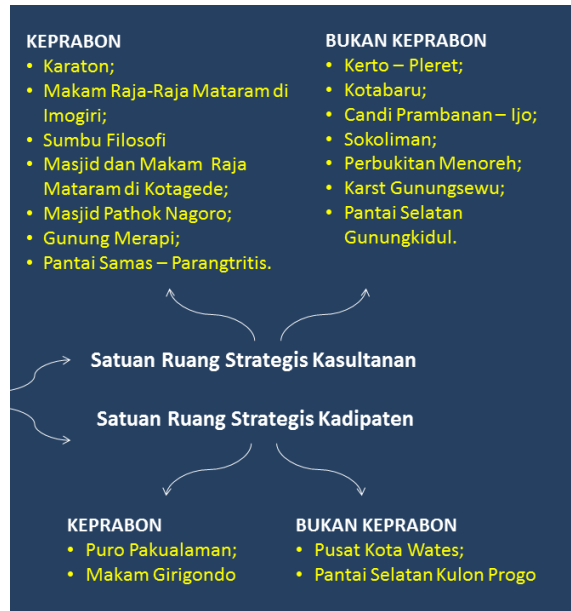 KEPRABON
• Karaton;
• Makam Raja-Raja Mataram di
Imogiri;
• Sumbu Filosofi
• Masjid dan Makam Raja
Mataram di Kotagede;
• Masjid Pathok Nagoro;
• Gunung Merapi;
• Pantai Samas – Parangtritis.
BUKAN KEPRABON
• Kerto – Pleret;
• Kotabaru;
• Candi Prambanan – Ijo;
• Sokoliman;
• Perbukitan Menoreh;
• Karst Gunungsewu;
• Pantai Selatan
Gunungkidul.
Satuan Ruang Strategis Kasultanan
Satuan Ruang Strategis Kadipaten
KEPRABON
• Puro Pakualaman;
• Makam Girigondo
BUKAN KEPRABON
• Pusat Kota Wates;
• Pantai Selatan Kulon Progo